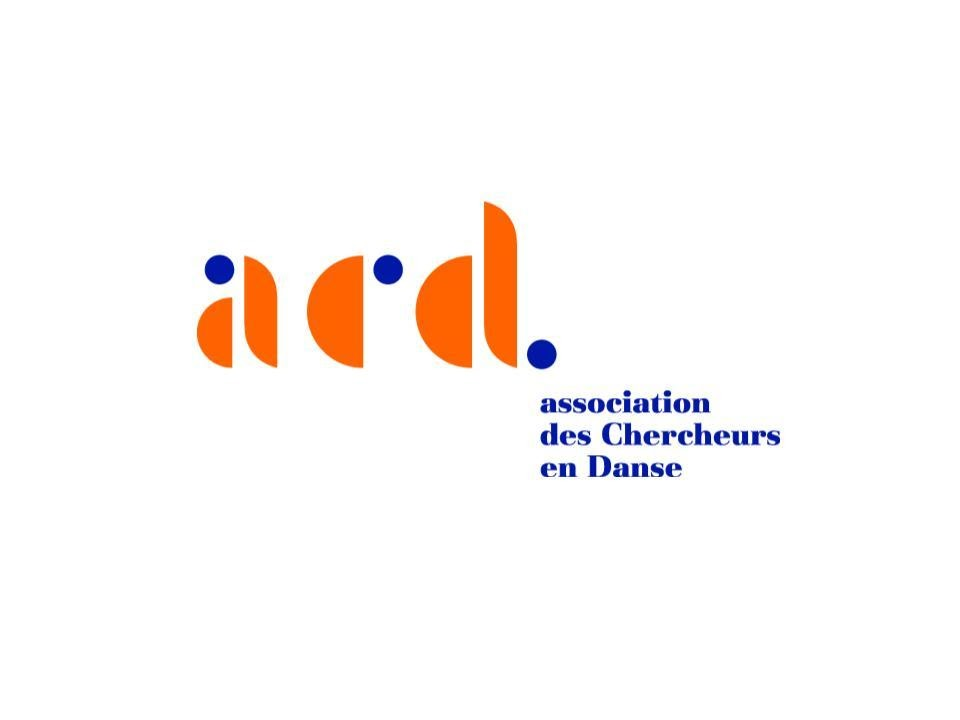 acd.
association
des Chercheurs
en Danse